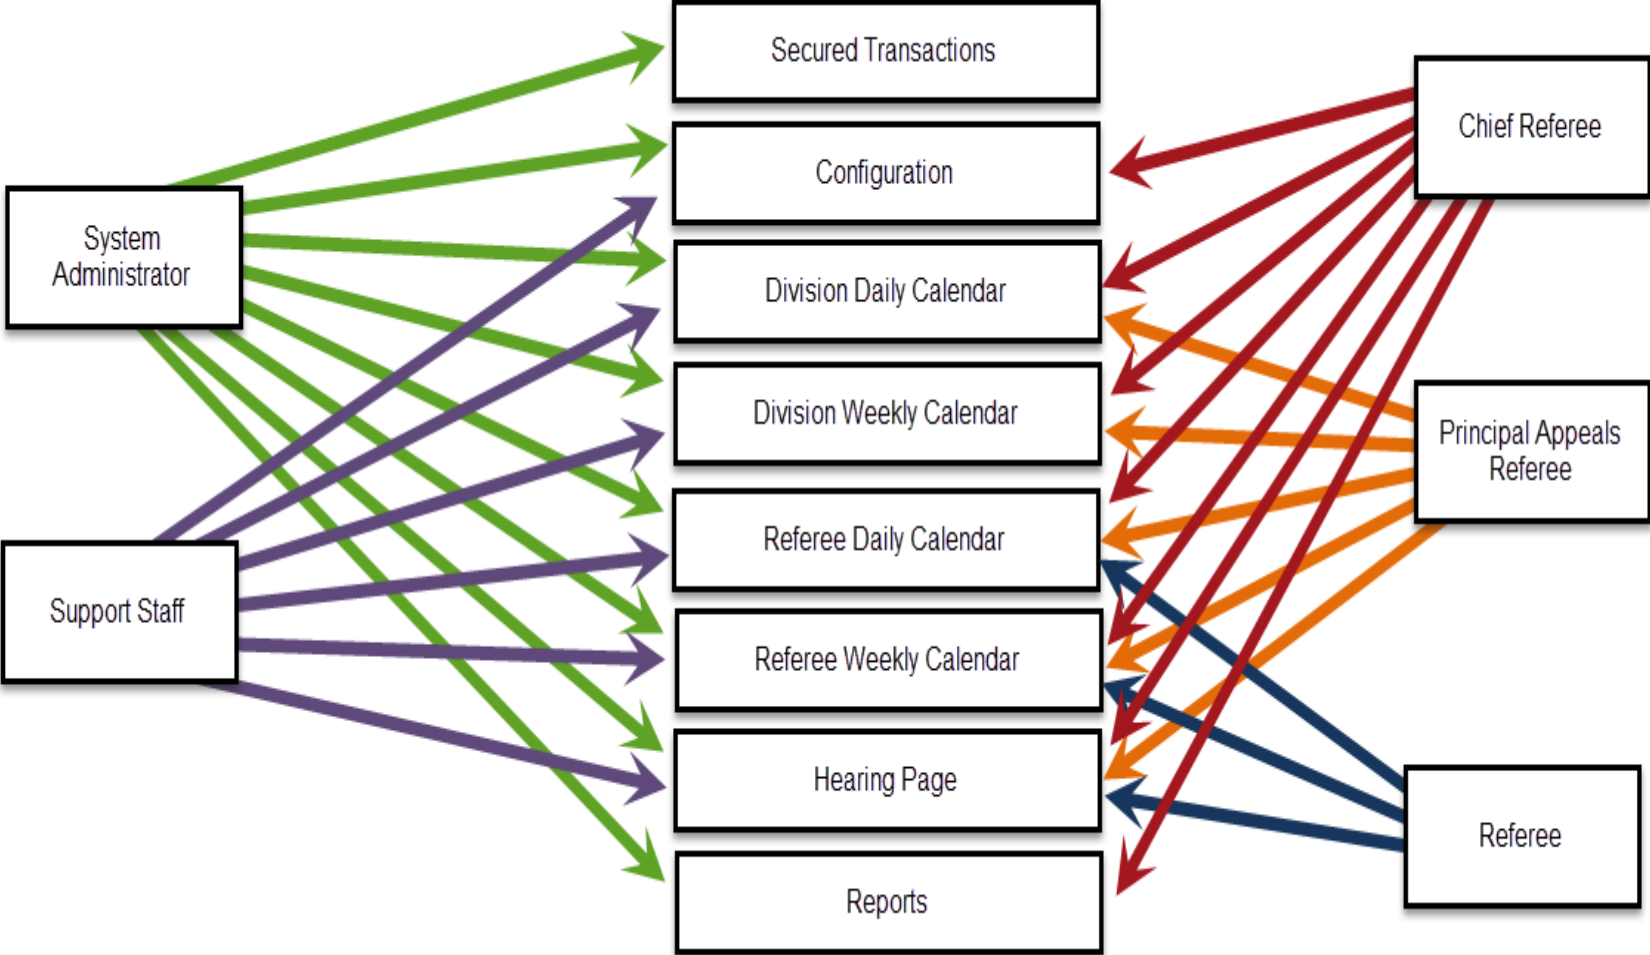 Secured Transactions
Chief Referee
Configuration
System
Administrator
Division Daily Calendar
Division Weekly Calendar
Principal Appeals
Referee
Referee Daily Calendar
Support Staff
Referee Weekly Calendar
Hearing Page
Referee
Reports